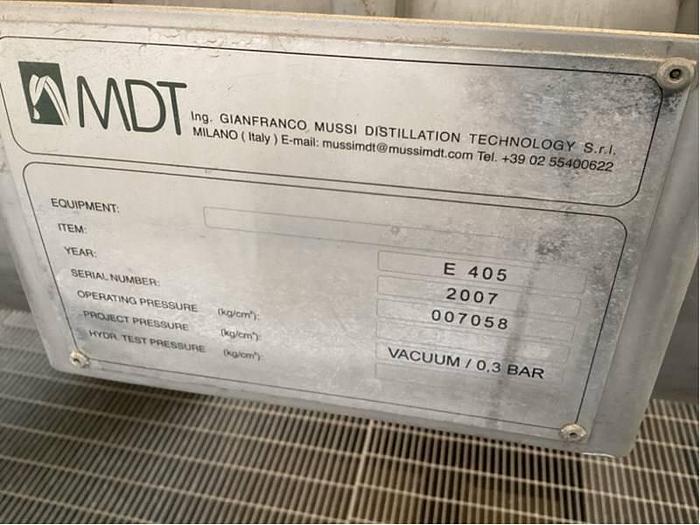 MDT
Ing. GIANFRANCO MUSSI DISTILLATION TECHNOLOGY S.r.l.
MILANO ( Italy ) E-mail: mussimdt@mussimdt.com Tel. +39 02 55400622
EQUIPMENT:
ITEM: E 405
YEAR: 2007
SERIAL NUMBER: 007058
OPERATING PRESSURE (kg/cm²):
PROJECT PRESSURE (kg/cm²): VACUUM / 0,3 BAR
HYDR. TEST PRESSURE (kg/cm²):